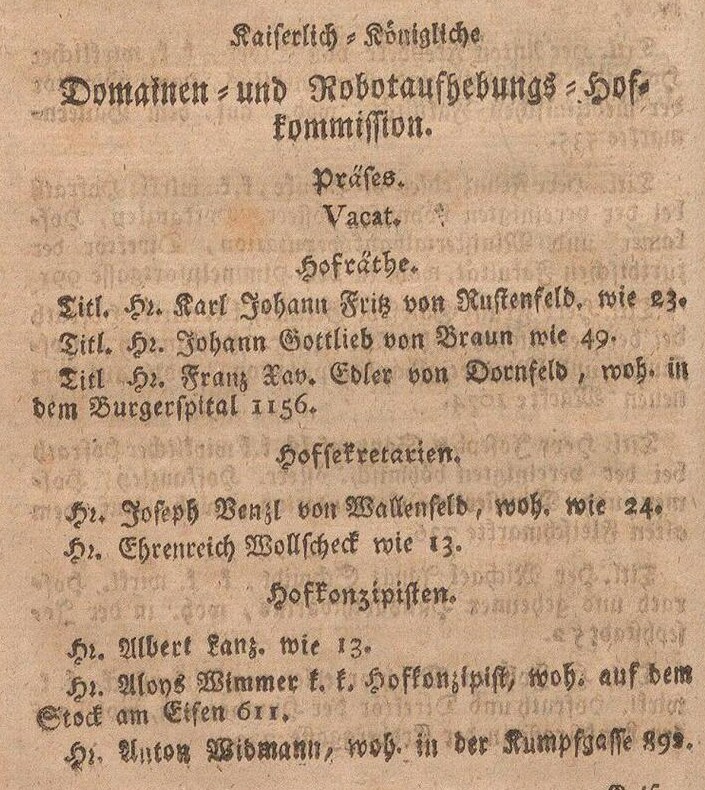 Kaiserlich-Königliche
Domainen- und Robotaufhebungs-Hof-
kommission.
Präses.
Vacat.
Hofräthe.
Titl. Hr. Karl Johann Fritz von Rustenfeld, wie 23.
Titl. Hr. Johann Gottlieb von Braun wie 49.
Titl Hr. Franz Xav. Edler von Dornfeld, woh. in
dem Burgerspital 1156.
Hofsekretarien.
Hr. Joseph Venzl von Wallenfeld, woh. wie 24.
Hr. Ehrenreich Wollscheck wie 13.
Hofkonzipisten.
Hr. Albert Lanz. wie 13.
Hr. Aloys Wimmer k. k. Hofkonzipist, woh. auf dem
Stock am Eisen 611.
Hr. Anton Widmann, woh. in der Kumpfgasse 892.